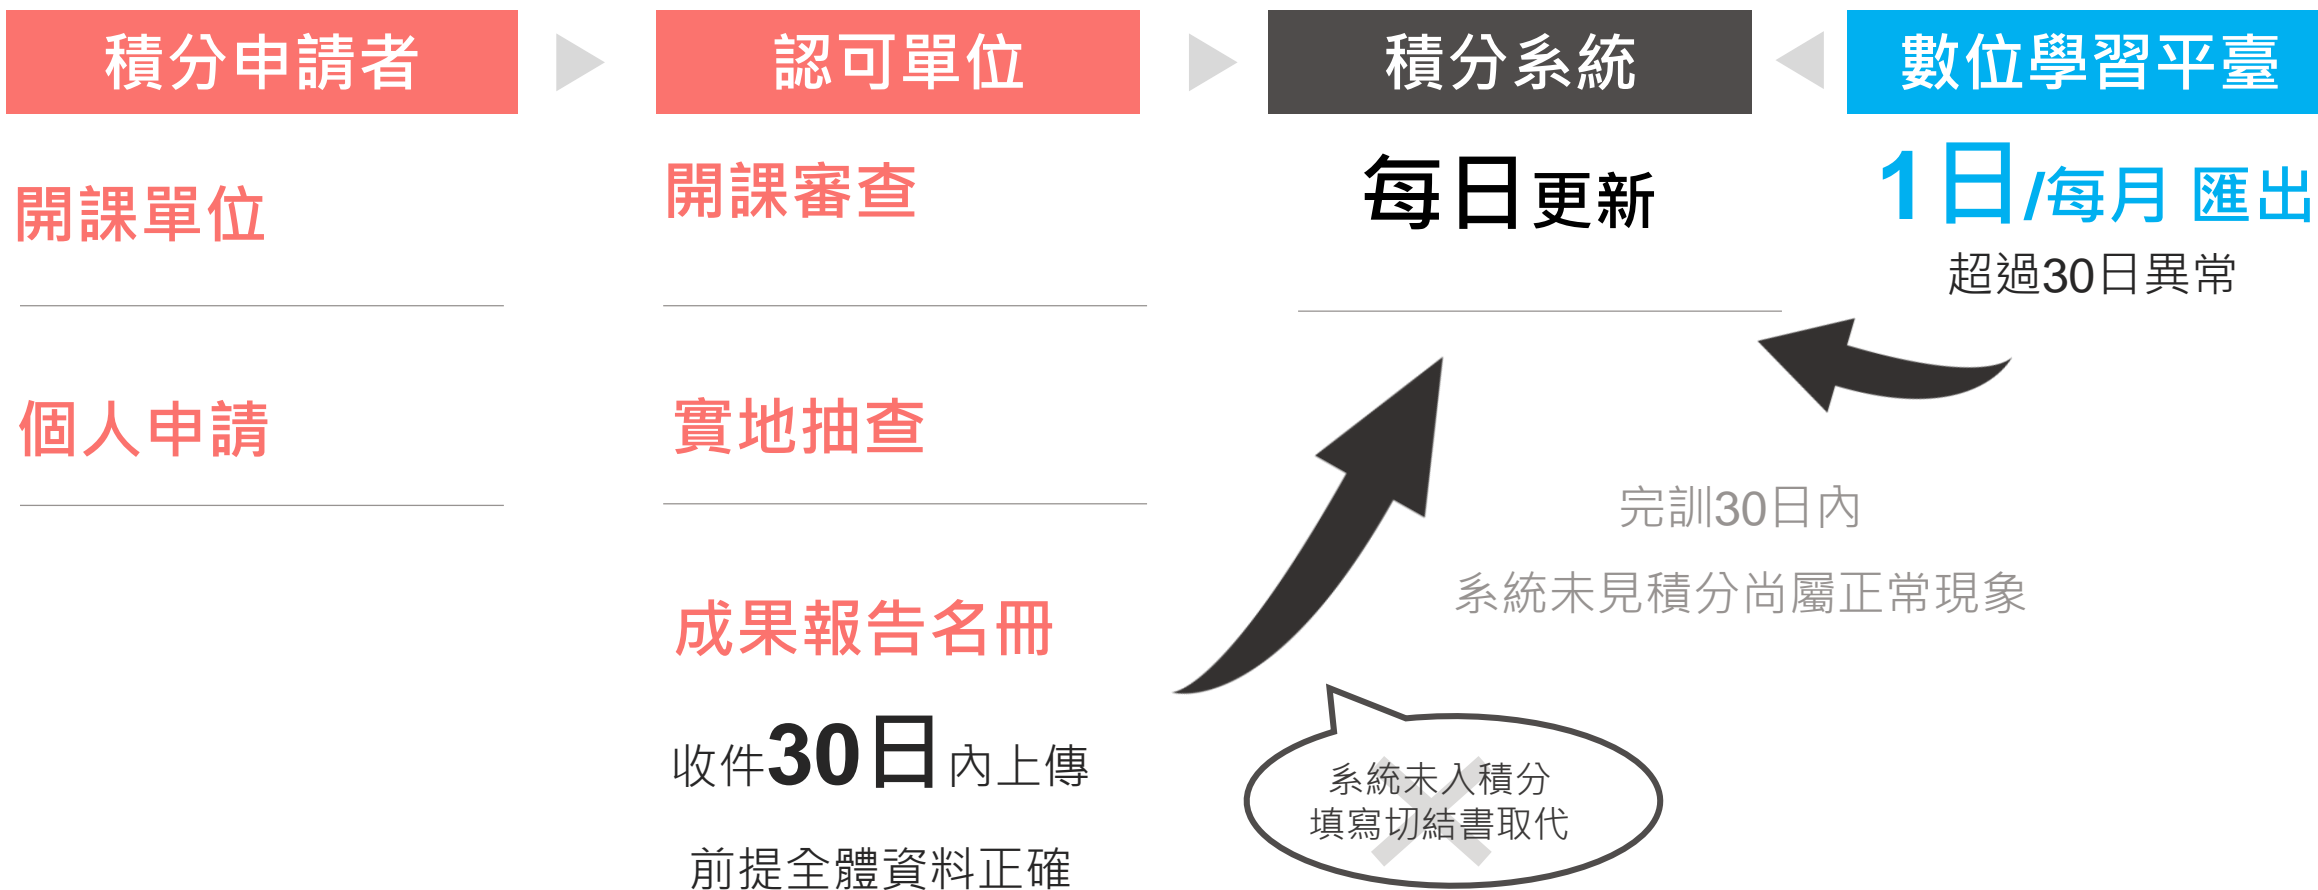 積分申請者
開課單位
個人申請
認可單位
開課審查
實地抽查
成果報告名冊
收件30日內上傳
前提全體資料正確
積分系統
每日更新
數位學習平臺
1日/每月 匯出
超過30日異常
完訓30日內
系統未見積分尚屬正常現象
系統未入積分
填寫切結書取代